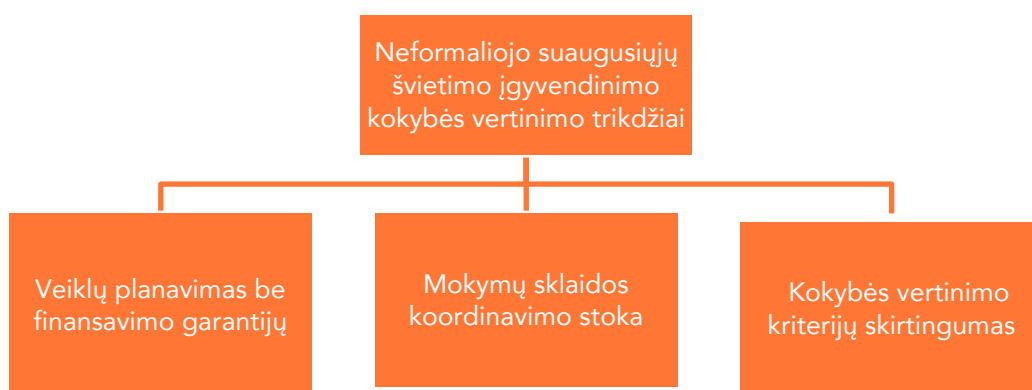 Neformaliojo suaugusiųjų
švietimo įgyvendinimo
kokybės vertinimo trikdžiai
Veiklų planavimas be
finansavimo garantijų
Mokymų sklaidos
koordinavimo stoka
Kokybės vertinimo
kriterijų skirtingumas